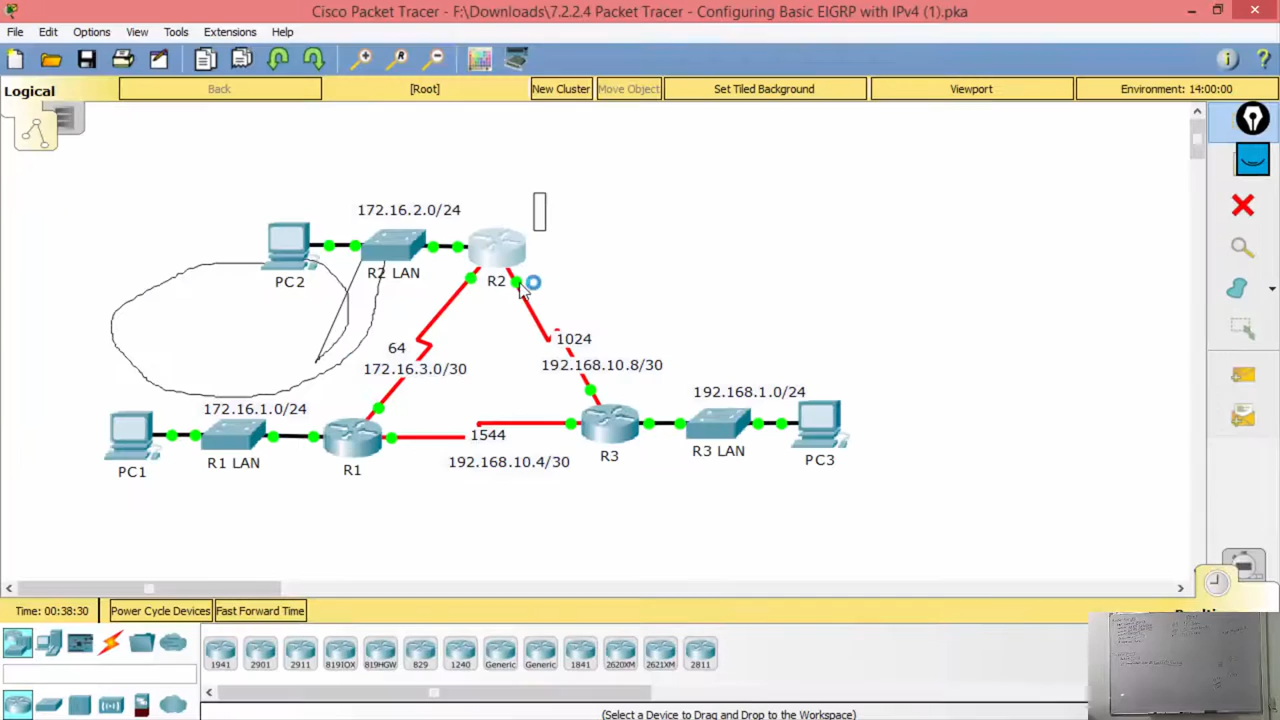 Cisco Packet Tracer - F:\Downloads\7.2.2.4 Packet Tracer - Configuring Basic EIGRP with IPv4 (1).pka
File Edit Options View Tools Extensions Help
Logical Back [Root] New Cluster Move Object Set Tiled Background Viewport Environment: 14:00:00
172.16.2.0/24
PC2 R2 LAN R2
64 1024
172.16.3.0/30 192.168.10.8/30
172.16.1.0/24 192.168.1.0/24
1544
PC1 R1 LAN R1 192.168.10.4/30 R3 R3 LAN PC3
Time: 00:38:30 Power Cycle Devices Fast Forward Time
1941 2901 2911 819IOX 819HGW 829 1240 Generic Generic 1841 2620XM 2621XM 2811
(Select a Device to Drag and Drop to the Workspace)